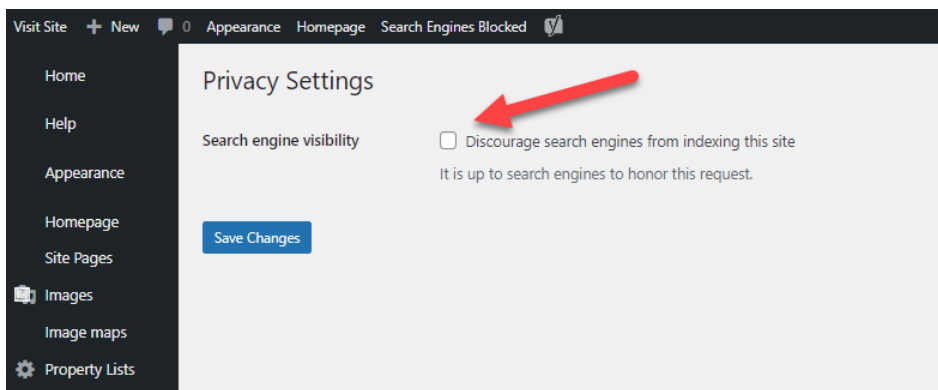 Visit Site + New 0 Appearance Homepage Search Engines Blocked
Home
Privacy Settings
Help
Search engine visibility
Discourage search engines from indexing this site
It is up to search engines to honor this request.
Appearance
Homepage
Save Changes
Site Pages
Images
Image maps
Property Lists